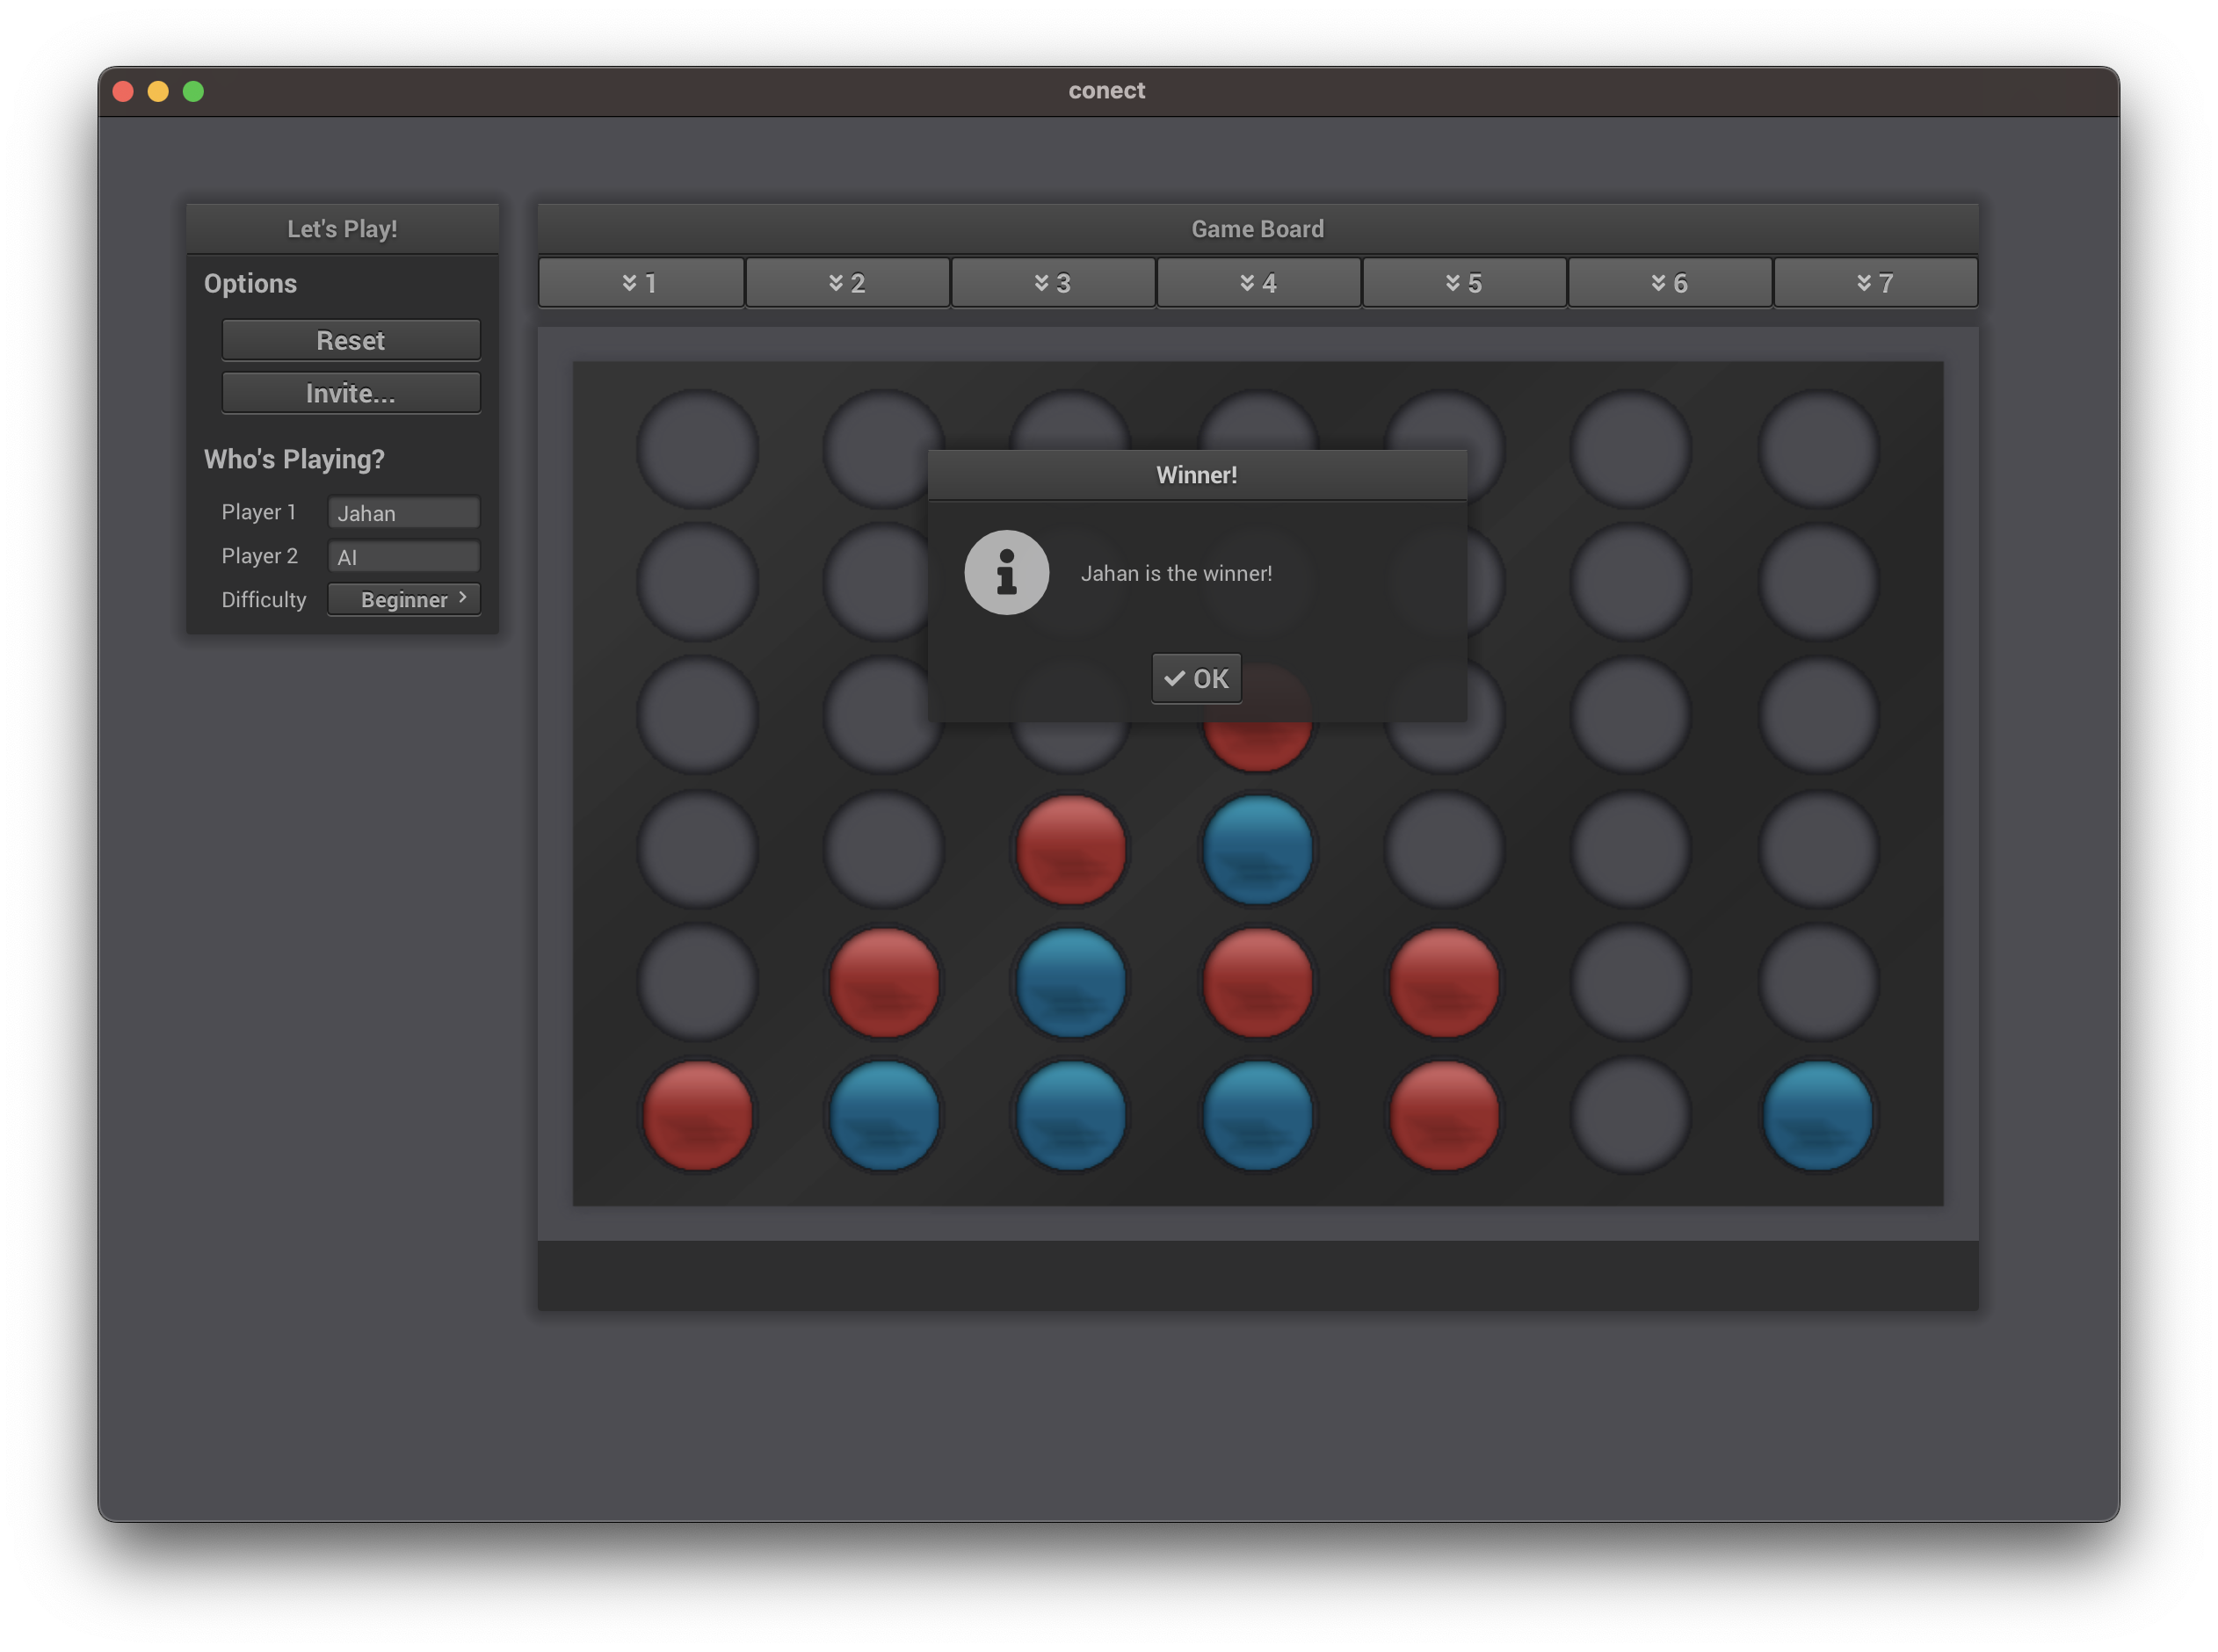 conect
Let's Play!
Options
Reset
Invite...
Who's Playing?
Player 1 Jahan
Player 2 AI
Difficulty Beginner
Game Board
1 2 3 4 5 6 7
Winner!
Jahan is the winner!
OK